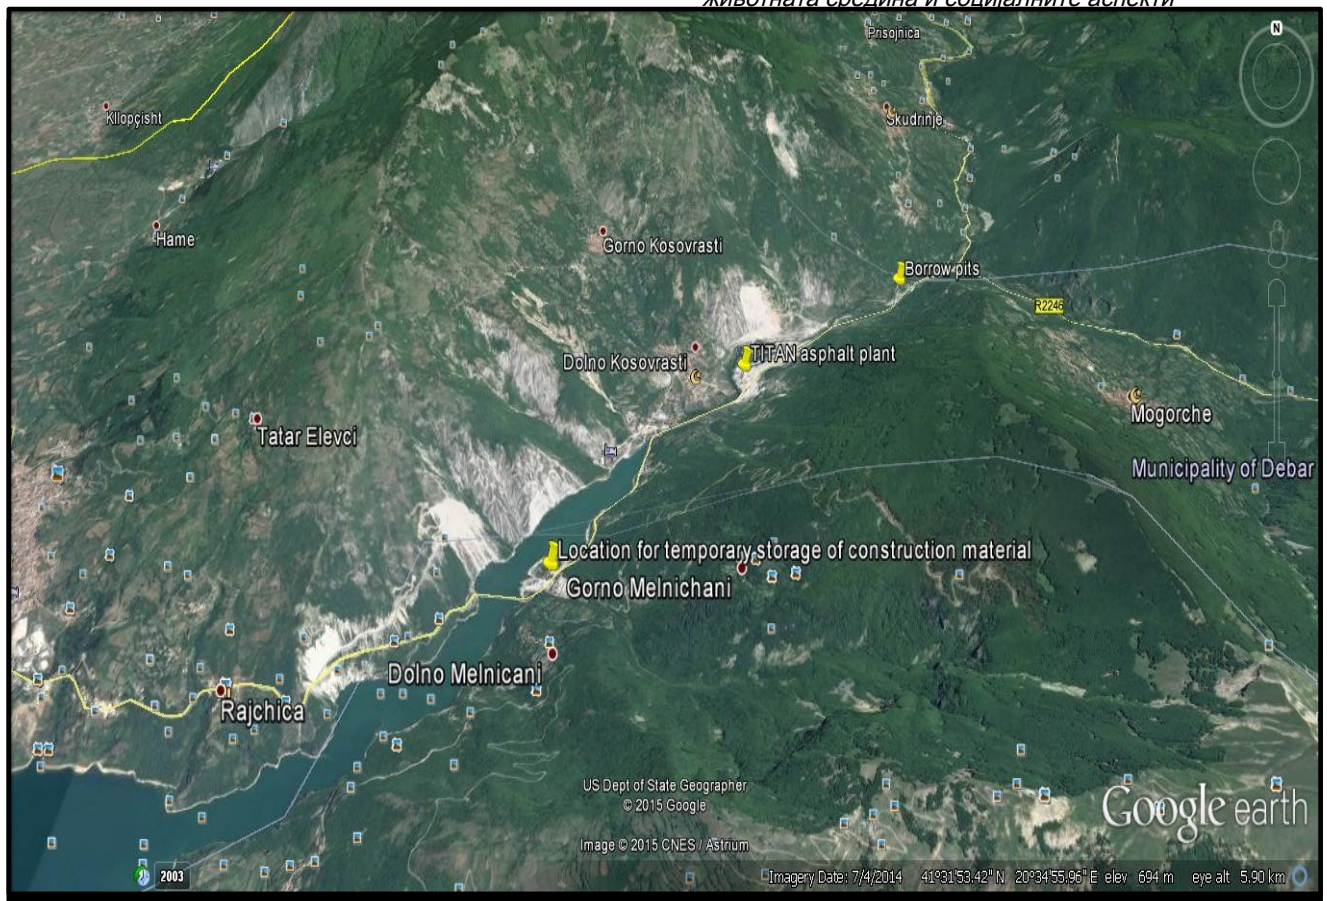 животната средина и социјалните аспекти
Prisojnica
N
Kllopçisht
Skudrinje
Hame
Gorno Kosovrasti
Borrow pits
R2246
TITAN asphalt plant
Dolno Kosovrasti
Mogorche
Tatar Elevci
Municipality of Debar
Location for temporary storage of construction material
Gorno Melnichani
Dolno Melnicani
Rajchica
US Dept of State Geographer
© 2015 Google
Google earth
Image © 2015 CNES / Astrium
2003
Imagery Date: 7/4/2014 41°31'53.42" N 20°34'55.96" E elev 694 m eye alt 5.90 km